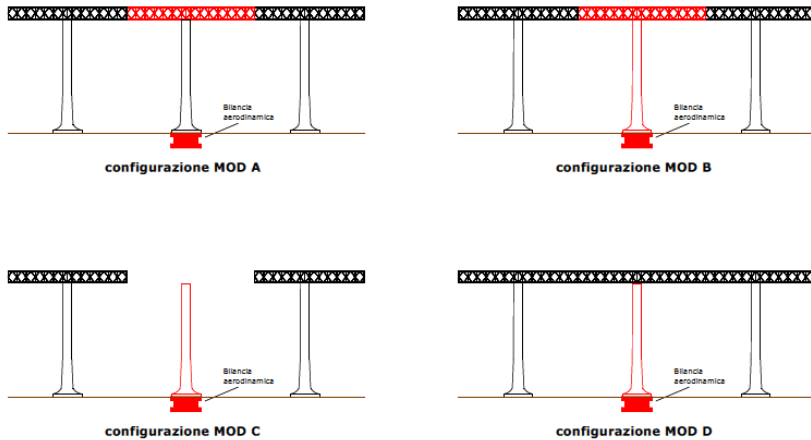 Bilancia
aerodinamica
configurazione MOD A
Bilancia
aerodinamica
configurazione MOD B
Bilancia
aerodinamica
configurazione MOD C
Bilancia
aerodinamica
configurazione MOD D